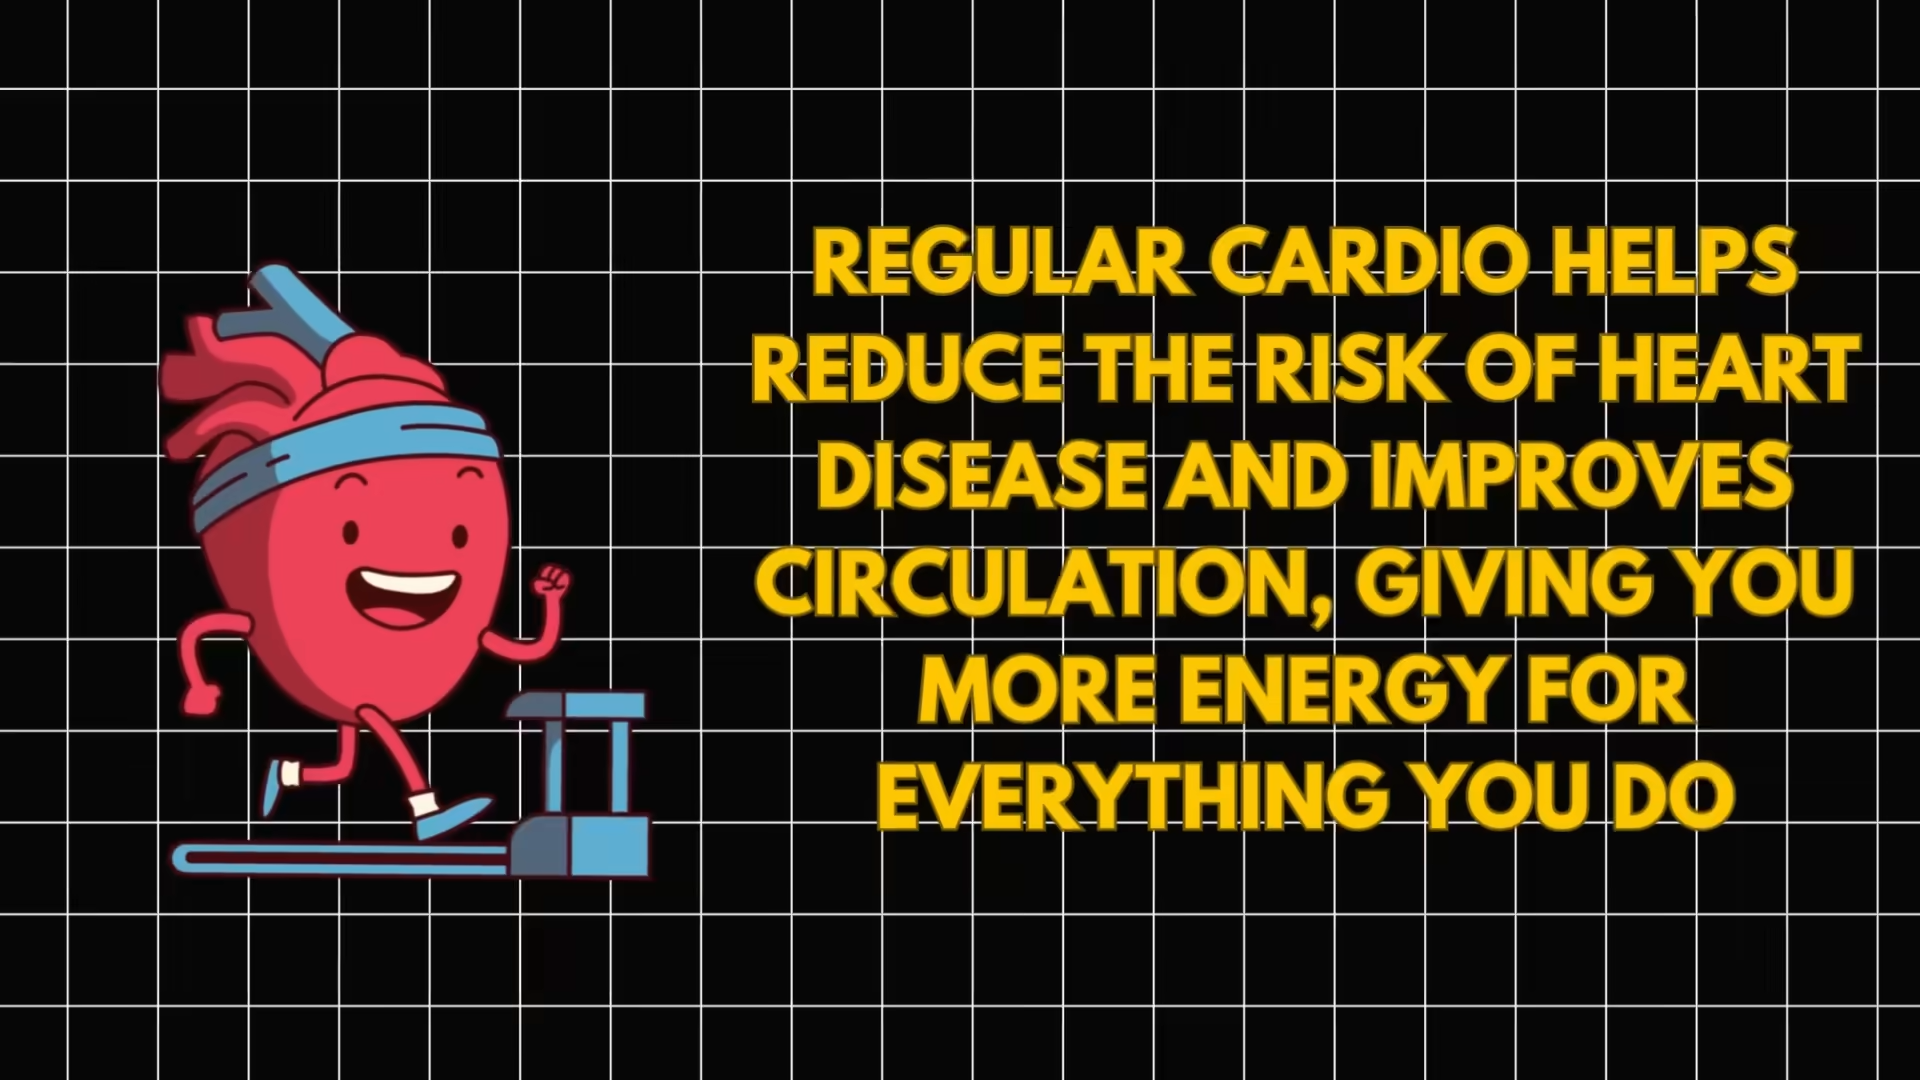 REGULAR CARDIO HELPS
REDUCE THE RISK OF HEART
DISEASE AND IMPROVES
CIRCULATION, GIVING YOU
MORE ENERGY FOR
EVERYTHING YOU DO